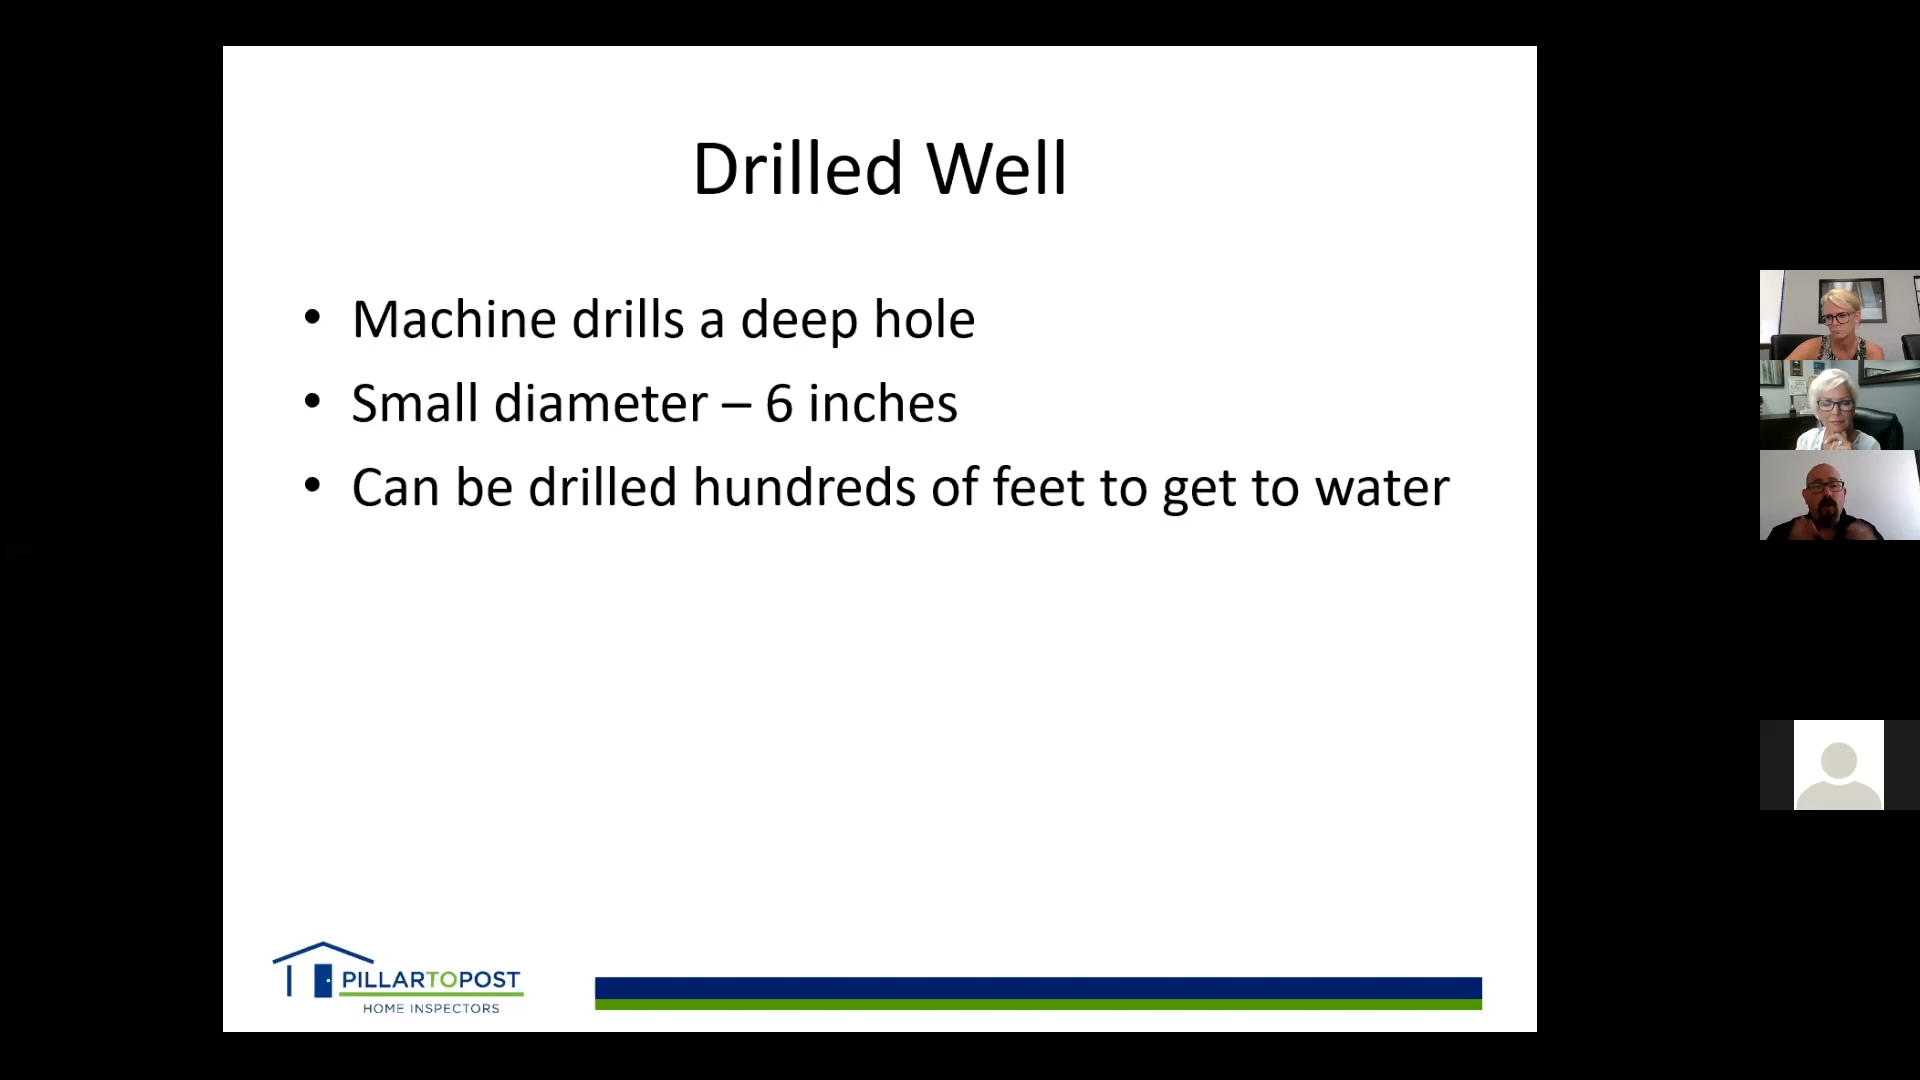 Drilled Well
• Machine drills a deep hole
• Small diameter – 6 inches
• Can be drilled hundreds of feet to get to water
PILLARTOPOST
HOME INSPECTORS